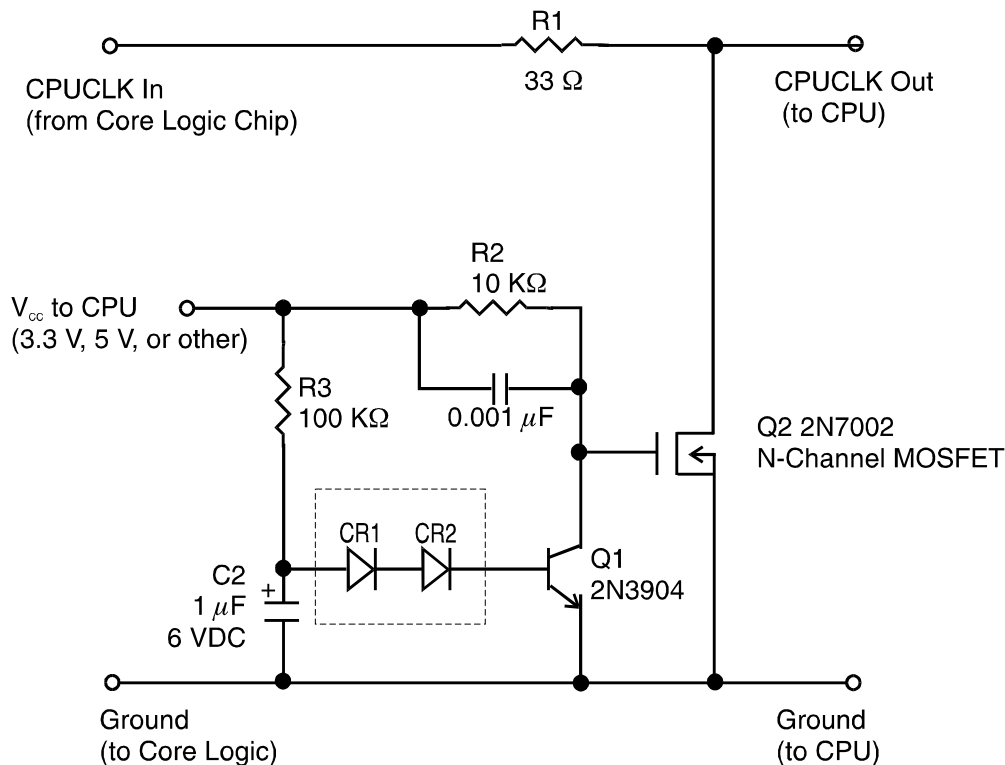 R1
33 Ω
CPUCLK In
(from Core Logic Chip)
CPUCLK Out
(to CPU)
R2
10 KΩ
Vcc to CPU
(3.3 V, 5 V, or other)
R3
100 KΩ
0.001 µF
Q2 2N7002
N-Channel MOSFET
CR1
CR2
Q1
2N3904
C2
+
1 µF
6 VDC
Ground
(to Core Logic)
Ground
(to CPU)